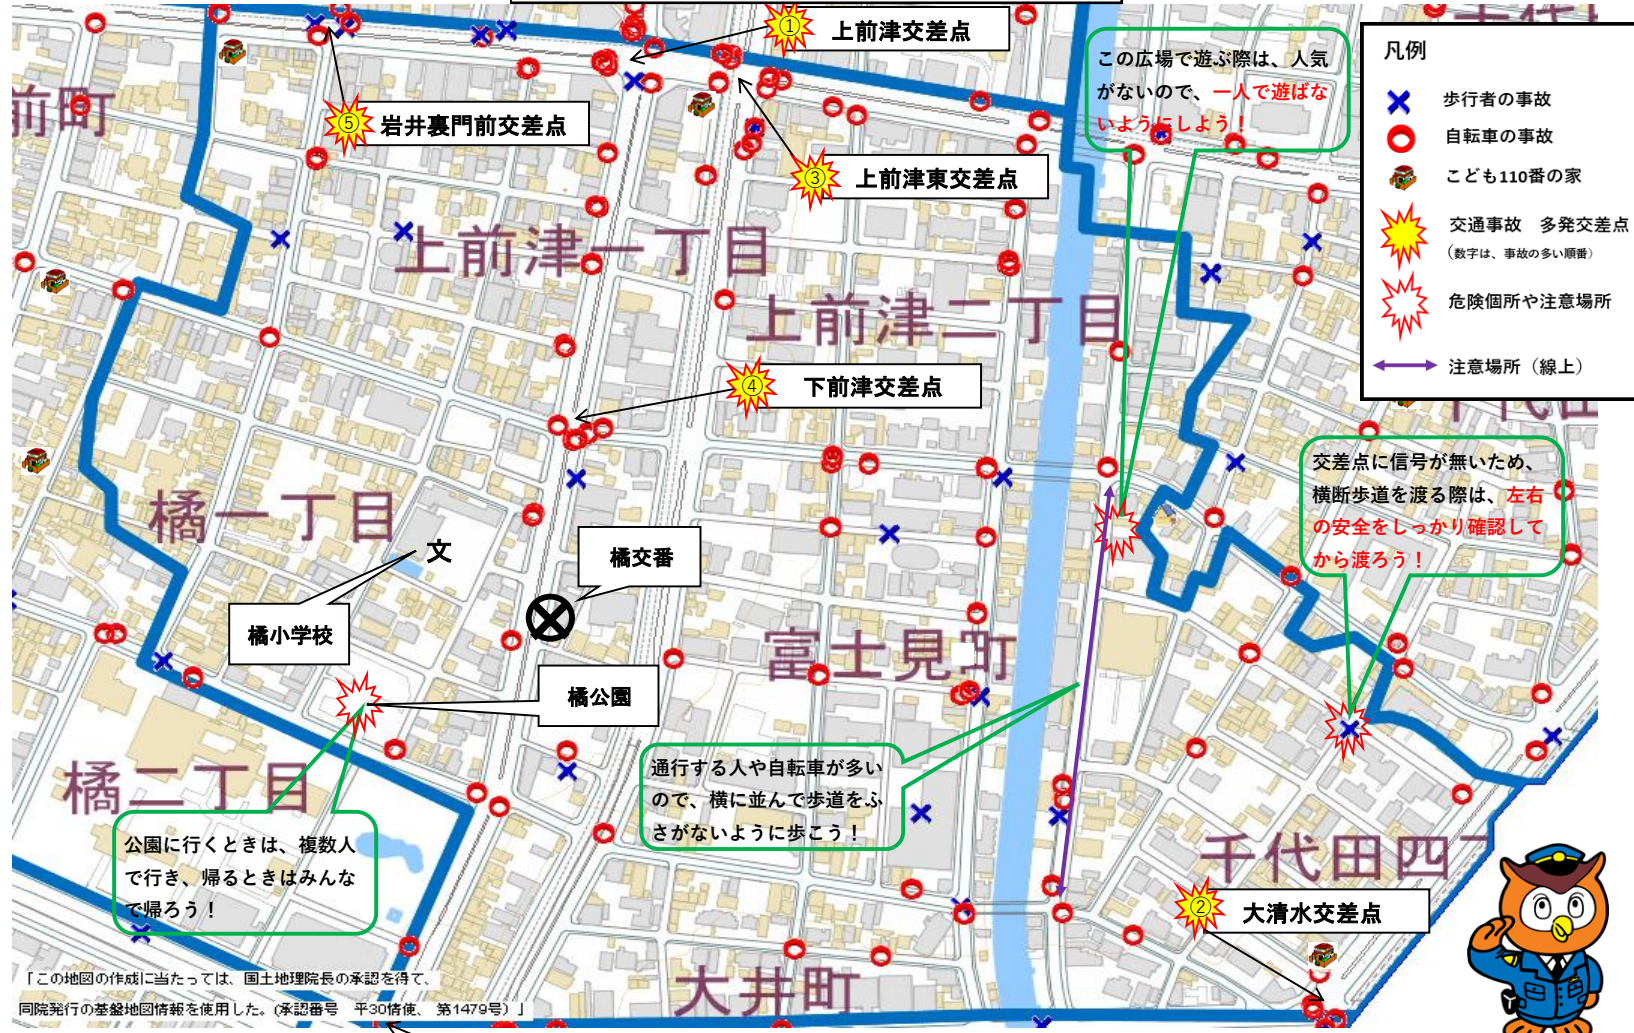 ① 上前津交差点
この広場で遊ぶ際は、人気
がないので、一人で遊ばな
いようにしよう！
凡例
歩行者の事故
自転車の事故
こども110番の家
交通事故　多発交差点
（数字は、事故の多い順番）
危険個所や注意場所
注意場所（線上）
前町
⑤ 岩井裏門前交差点
③ 上前津東交差点
上前津一丁目
上前津二丁目
④ 下前津交差点
交差点に信号が無いため、
横断歩道を渡る際は、左右
の安全をしっかり確認して
から渡ろう！
橘一丁目
文
橘交番
橘小学校
富士見町
橘公園
橘二丁目
通行する人や自転車が多い
ので、横に並んで歩道をふ
さがないように歩こう！
公園に行くときは、複数人
で行き、帰るときはみんな
で帰ろう！
千代田四丁
② 大清水交差点
大井町
「この地図の作成に当たっては、国土地理院長の承認を得て、
同院発行の基盤地図情報を使用した。（承認番号　平30情使、　第1479号）」